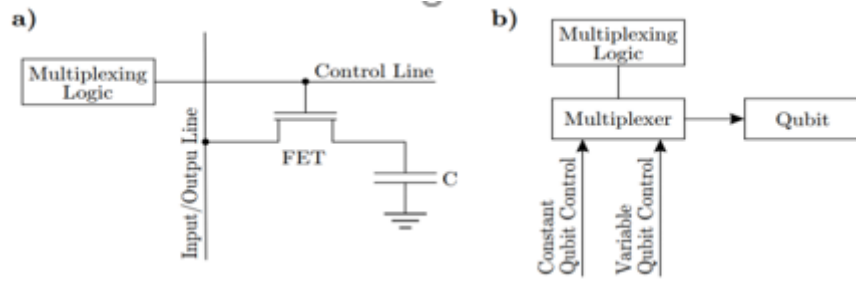 a)
Multiplexing
Logic
Control Line
Input/Outpu Line
FET
C
b)
Multiplexing
Logic
Multiplexer
Qubit
Constant
Qubit Control
Variable
Qubit Control